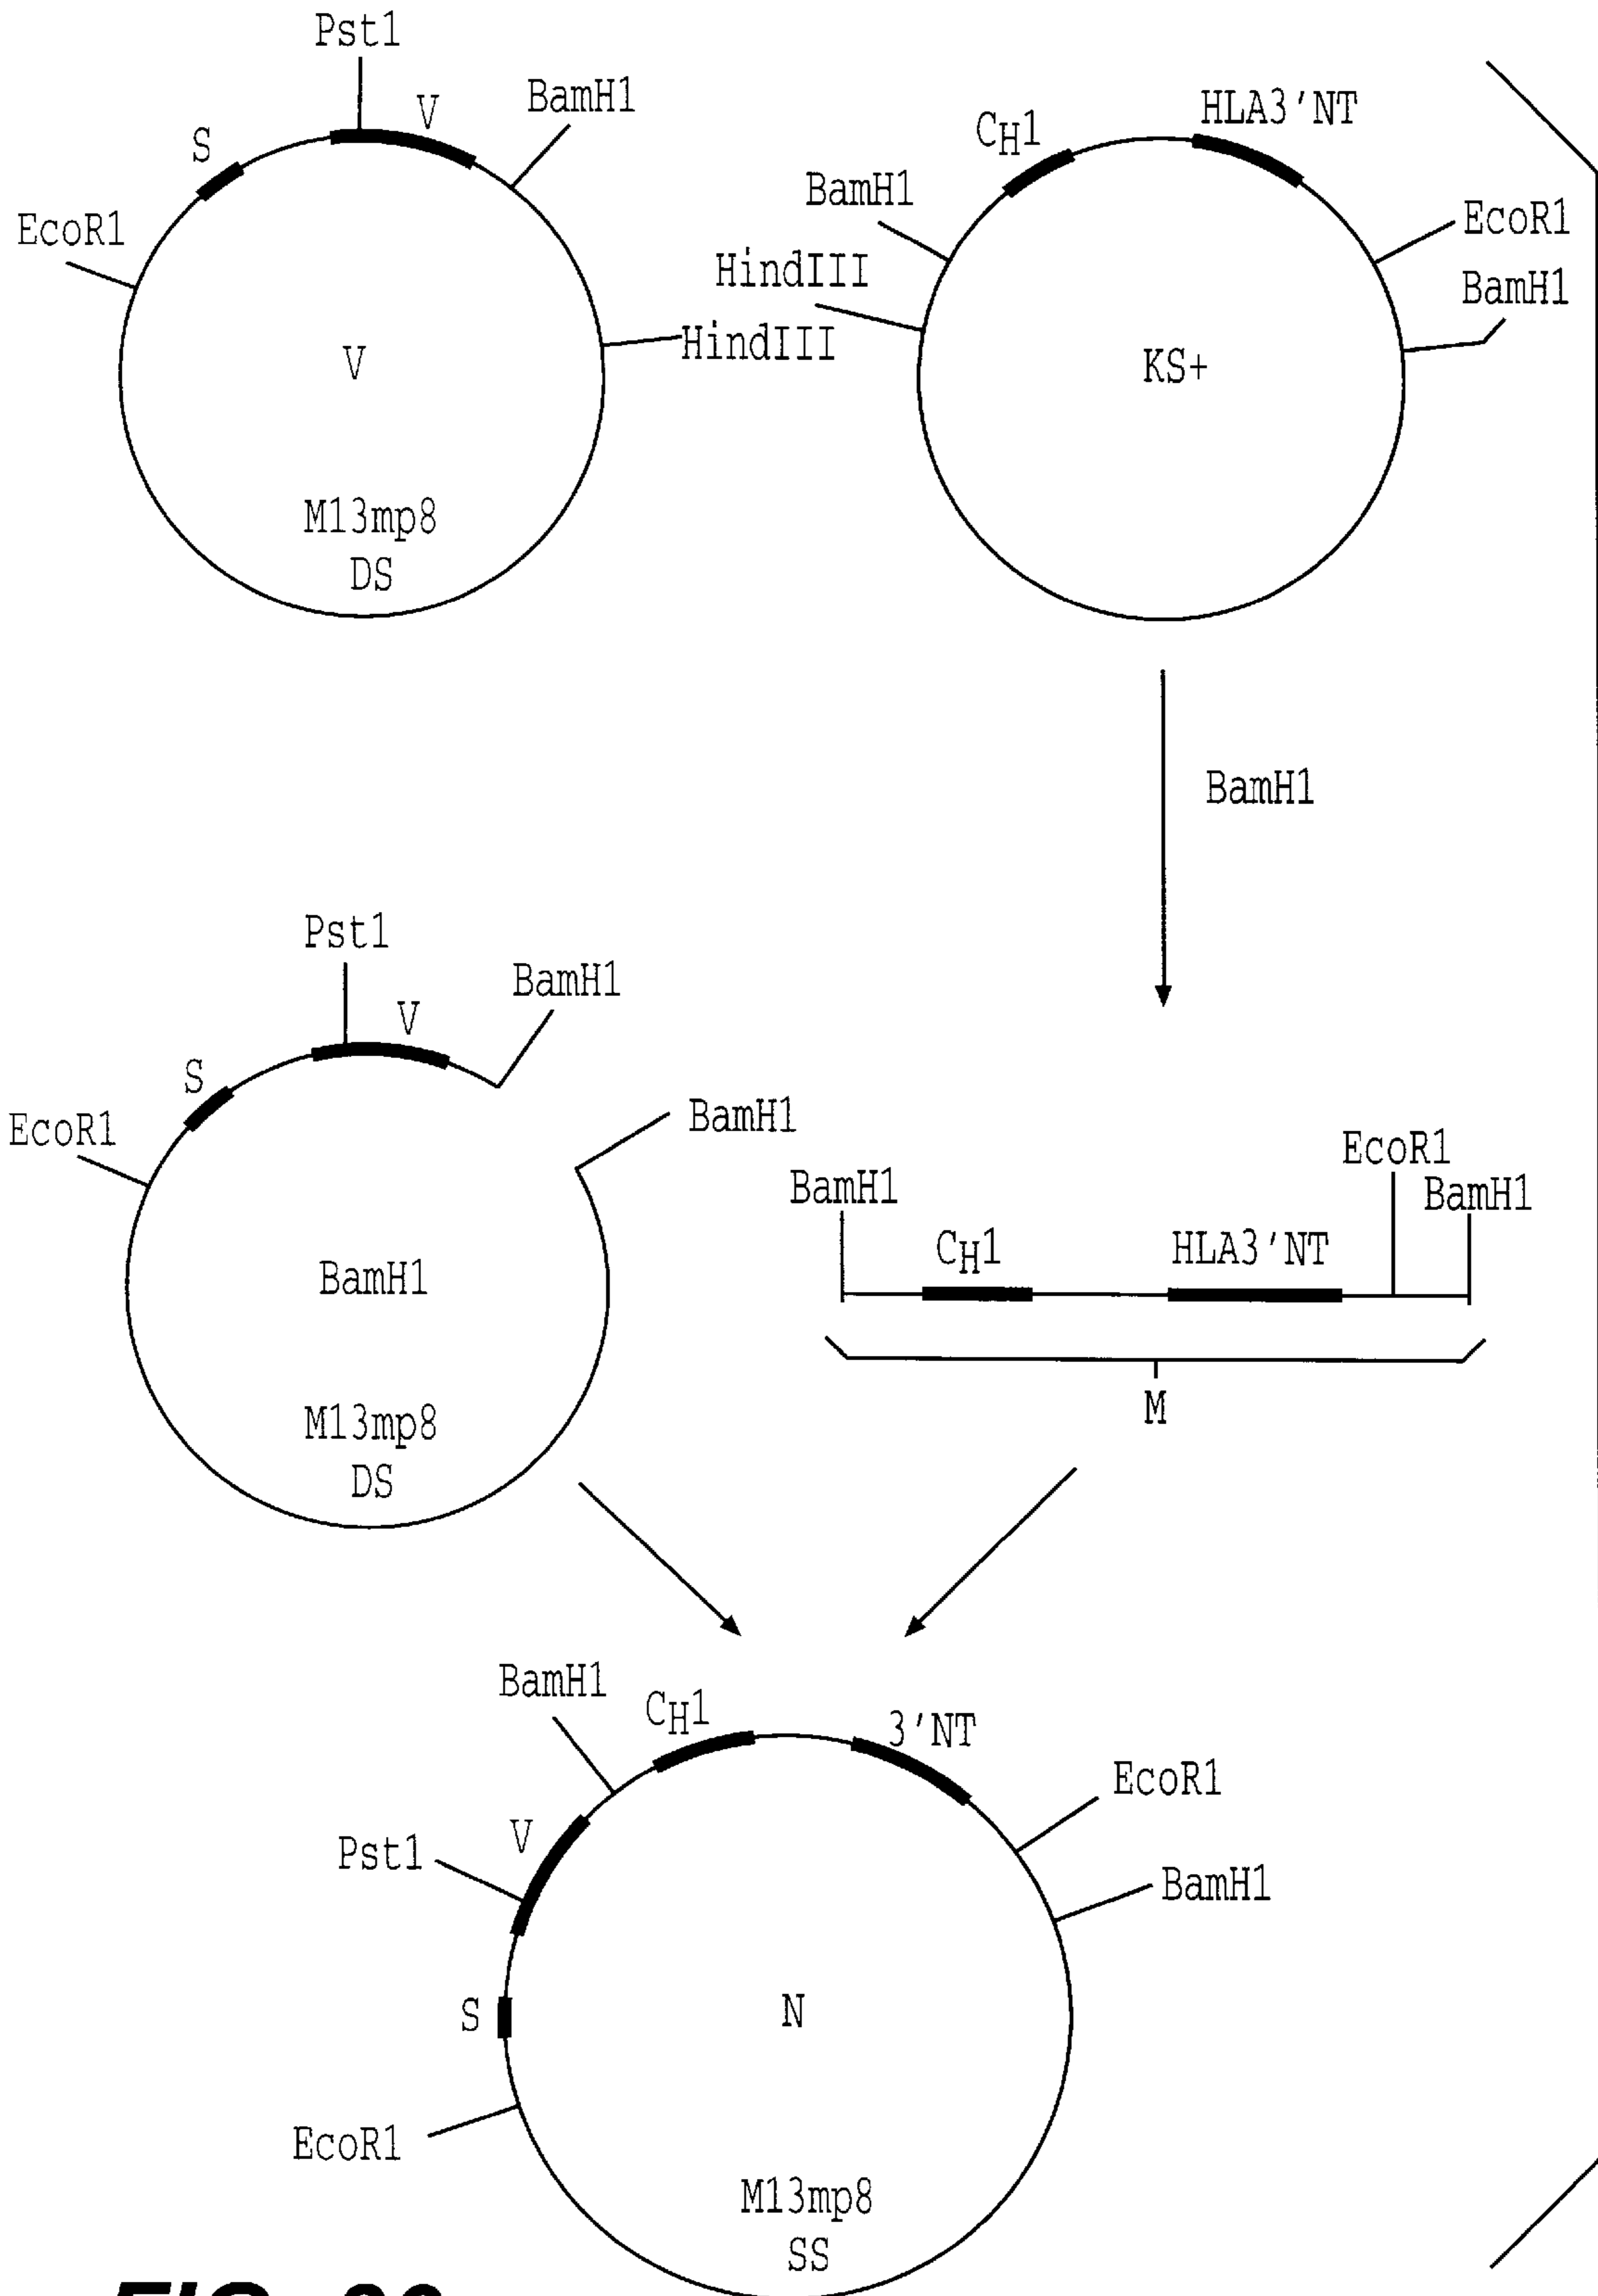 Pst1
V
BamH1
S
EcoR1
HindIII
V
M13mp8
DS
CH1
HLA3'NT
BamH1
HindIII
EcoR1
BamH1
KS+
BamH1
Pst1
V
BamH1
S
BamH1
EcoR1
BamH1
M13mp8
DS
BamH1
CH1
HLA3'NT
EcoR1
BamH1
M
BamH1
CH1
3'NT
EcoR1
V
Pst1
BamH1
S
N
EcoR1
M13mp8
SS